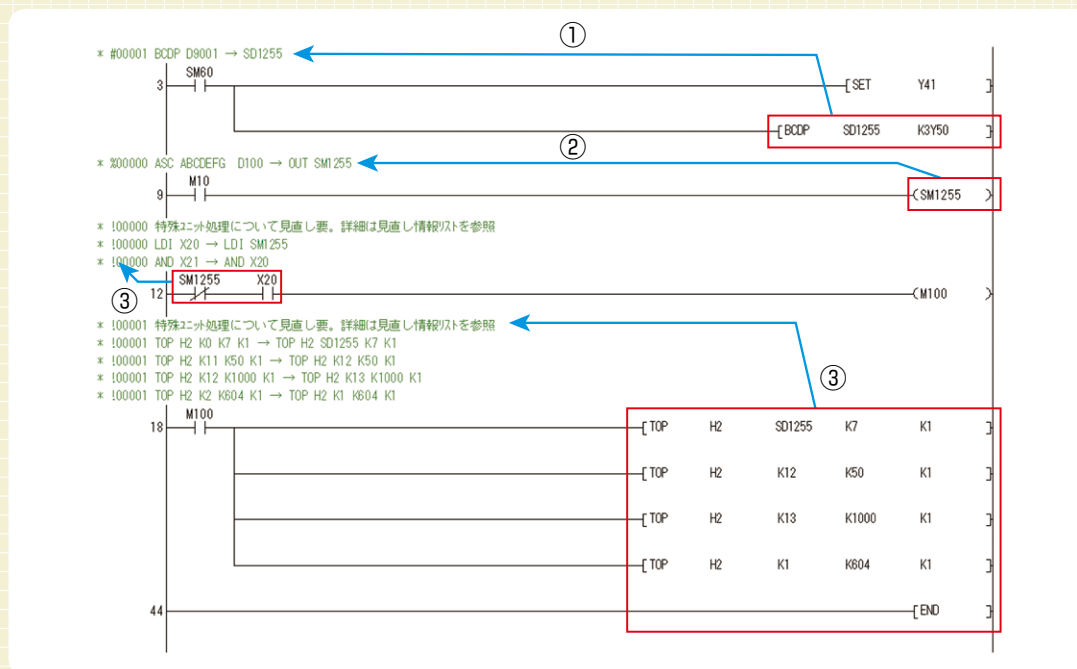 ①
* #00001 BCDP D9001 → SD1255
SM60
3 [SET Y41 ]
[BCDP SD1255 K3Y50 ]
②
* %00000 ASC ABCDEFG D100 → OUT SM1255
M10
9 (SM1255 )
* !00000 特殊ユニット処理について見直し要。詳細は見直し情報リストを参照
* !00000 LDI X20 → LDI SM1255
* !00000 AND X21 → AND X20
SM1255 X20
③
12 (M100 )
* !00001 特殊ユニット処理について見直し要。詳細は見直し情報リストを参照
* !00001 TOP H2 K0 K7 K1 → TOP H2 SD1255 K7 K1
* !00001 TOP H2 K11 K50 K1 → TOP H2 K12 K50 K1
* !00001 TOP H2 K12 K1000 K1 → TOP H2 K13 K1000 K1
③
* !00001 TOP H2 K2 K604 K1 → TOP H2 K1 K604 K1
M100
18 [TOP H2 SD1255 K7 K1 ]
[TOP H2 K12 K50 K1 ]
[TOP H2 K13 K1000 K1 ]
[TOP H2 K1 K604 K1 ]
44 [END ]